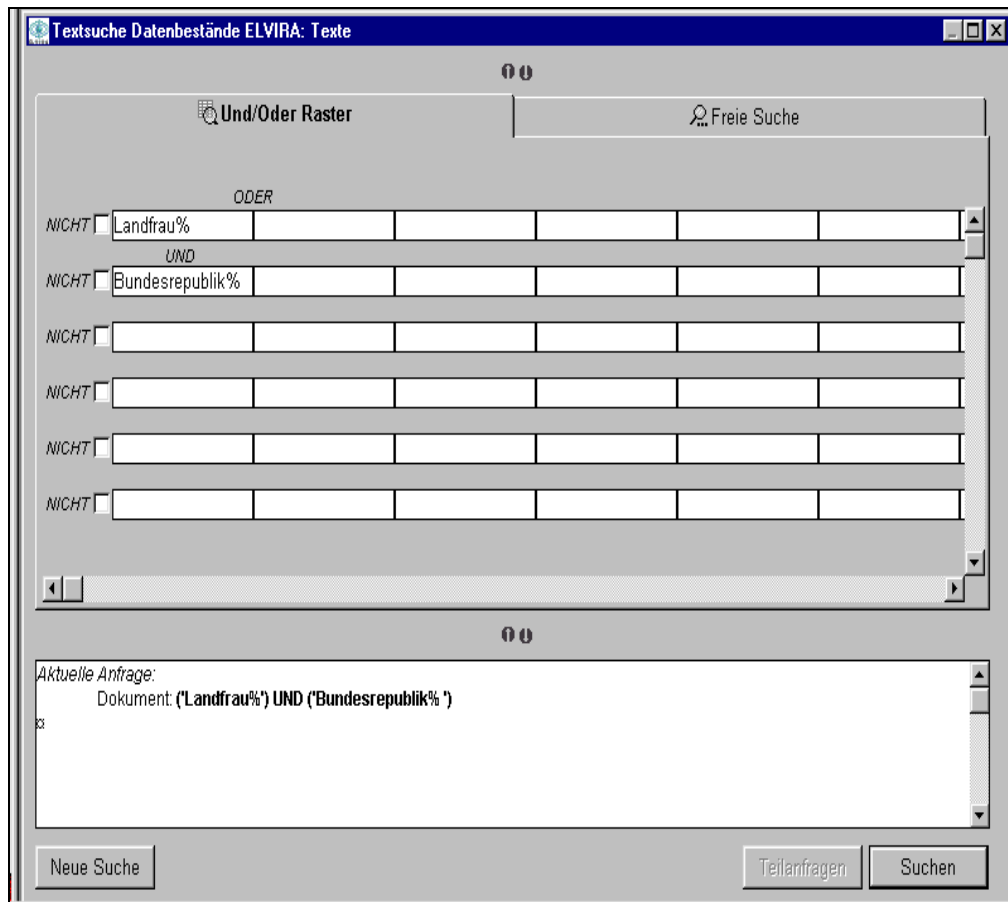 Textsuche Datenbestände ELVIRA: Texte
Und/Oder Raster Freie Suche
ODER
NICHT Landfrau%
UND
NICHT Bundesrepublik%
NICHT
NICHT
NICHT
NICHT
Aktuelle Anfrage:
Dokument: ('Landfrau%') UND ('Bundesrepublik% ')
¤
Neue Suche Teilanfragen Suchen